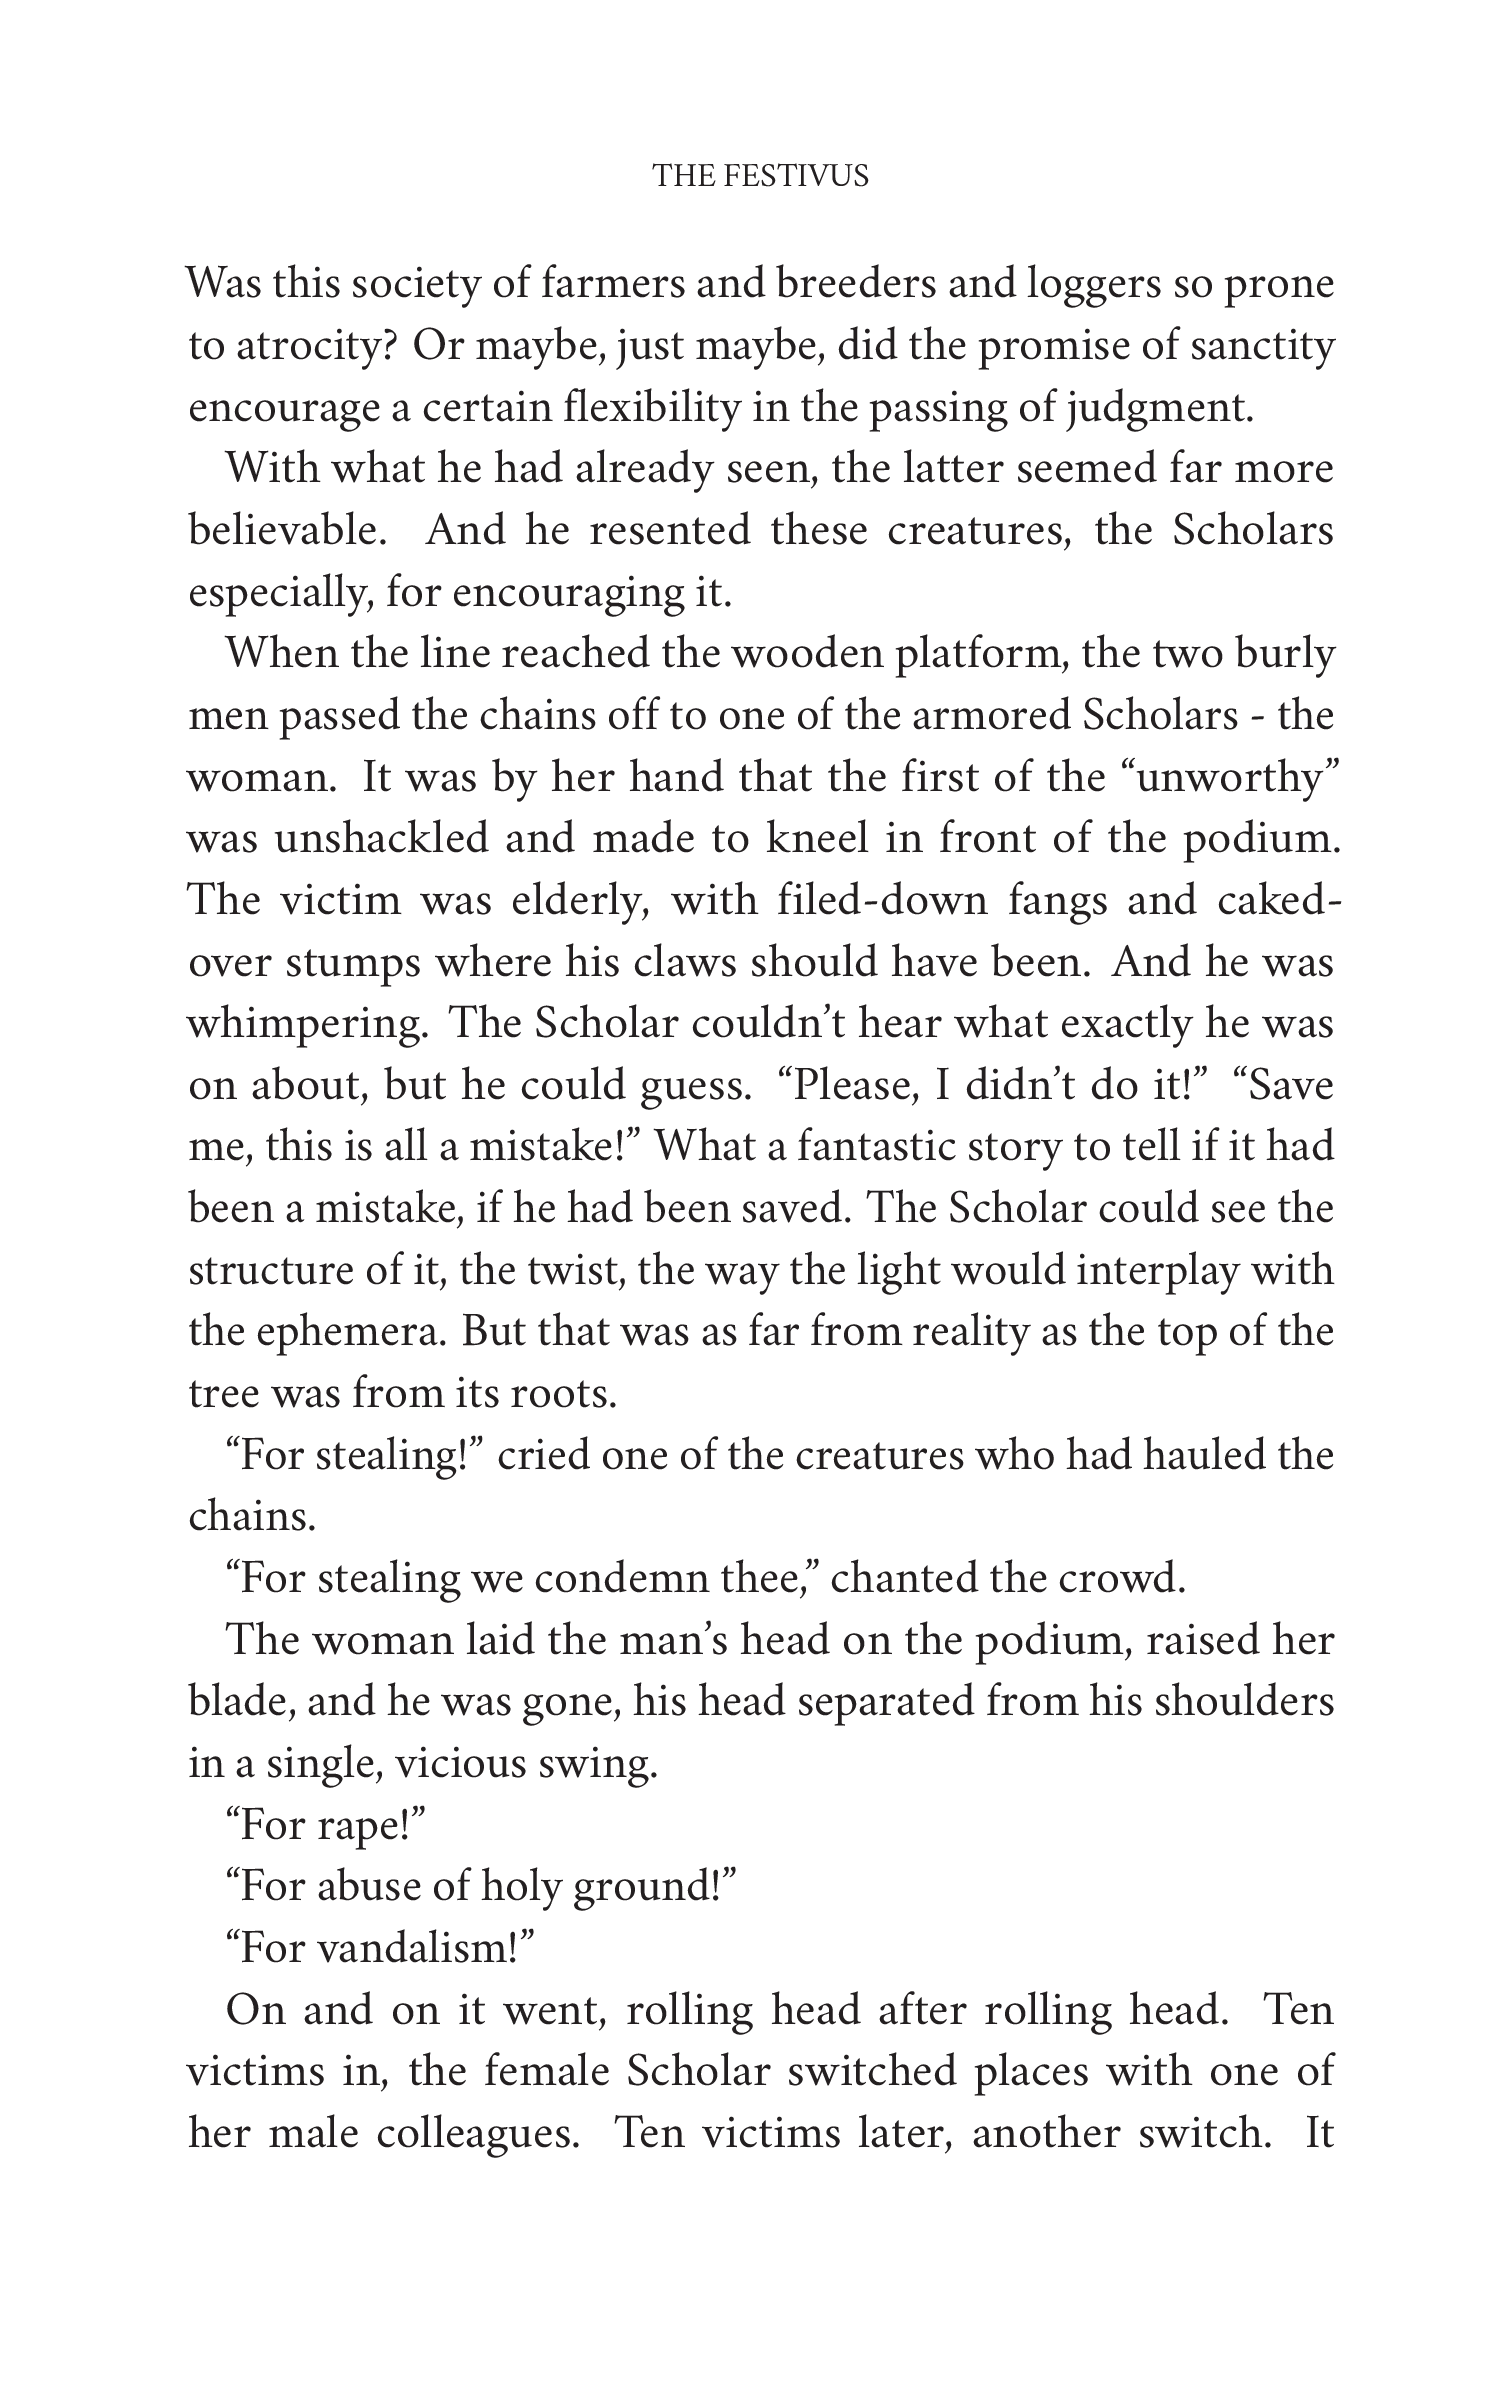 THE FESTIVUS
Was this society of farmers and breeders and loggers so prone
to atrocity? Or maybe, just maybe, did the promise of sanctity
encourage a certain flexibility in the passing of judgment.
With what he had already seen, the latter seemed far more
believable. And he resented these creatures, the Scholars
especially, for encouraging it.
When the line reached the wooden platform, the two burly
men passed the chains off to one of the armored Scholars - the
woman. It was by her hand that the first of the “unworthy”
was unshackled and made to kneel in front of the podium.
The victim was elderly, with filed-down fangs and caked-
over stumps where his claws should have been. And he was
whimpering. The Scholar couldn’t hear what exactly he was
on about, but he could guess. “Please, I didn’t do it!” “Save
me, this is all a mistake!” What a fantastic story to tell if it had
been a mistake, if he had been saved. The Scholar could see the
structure of it, the twist, the way the light would interplay with
the ephemera. But that was as far from reality as the top of the
tree was from its roots.
“For stealing!” cried one of the creatures who had hauled the
chains.
“For stealing we condemn thee,” chanted the crowd.
The woman laid the man’s head on the podium, raised her
blade, and he was gone, his head separated from his shoulders
in a single, vicious swing.
“For rape!”
“For abuse of holy ground!”
“For vandalism!”
On and on it went, rolling head after rolling head. Ten
victims in, the female Scholar switched places with one of
her male colleagues. Ten victims later, another switch. It